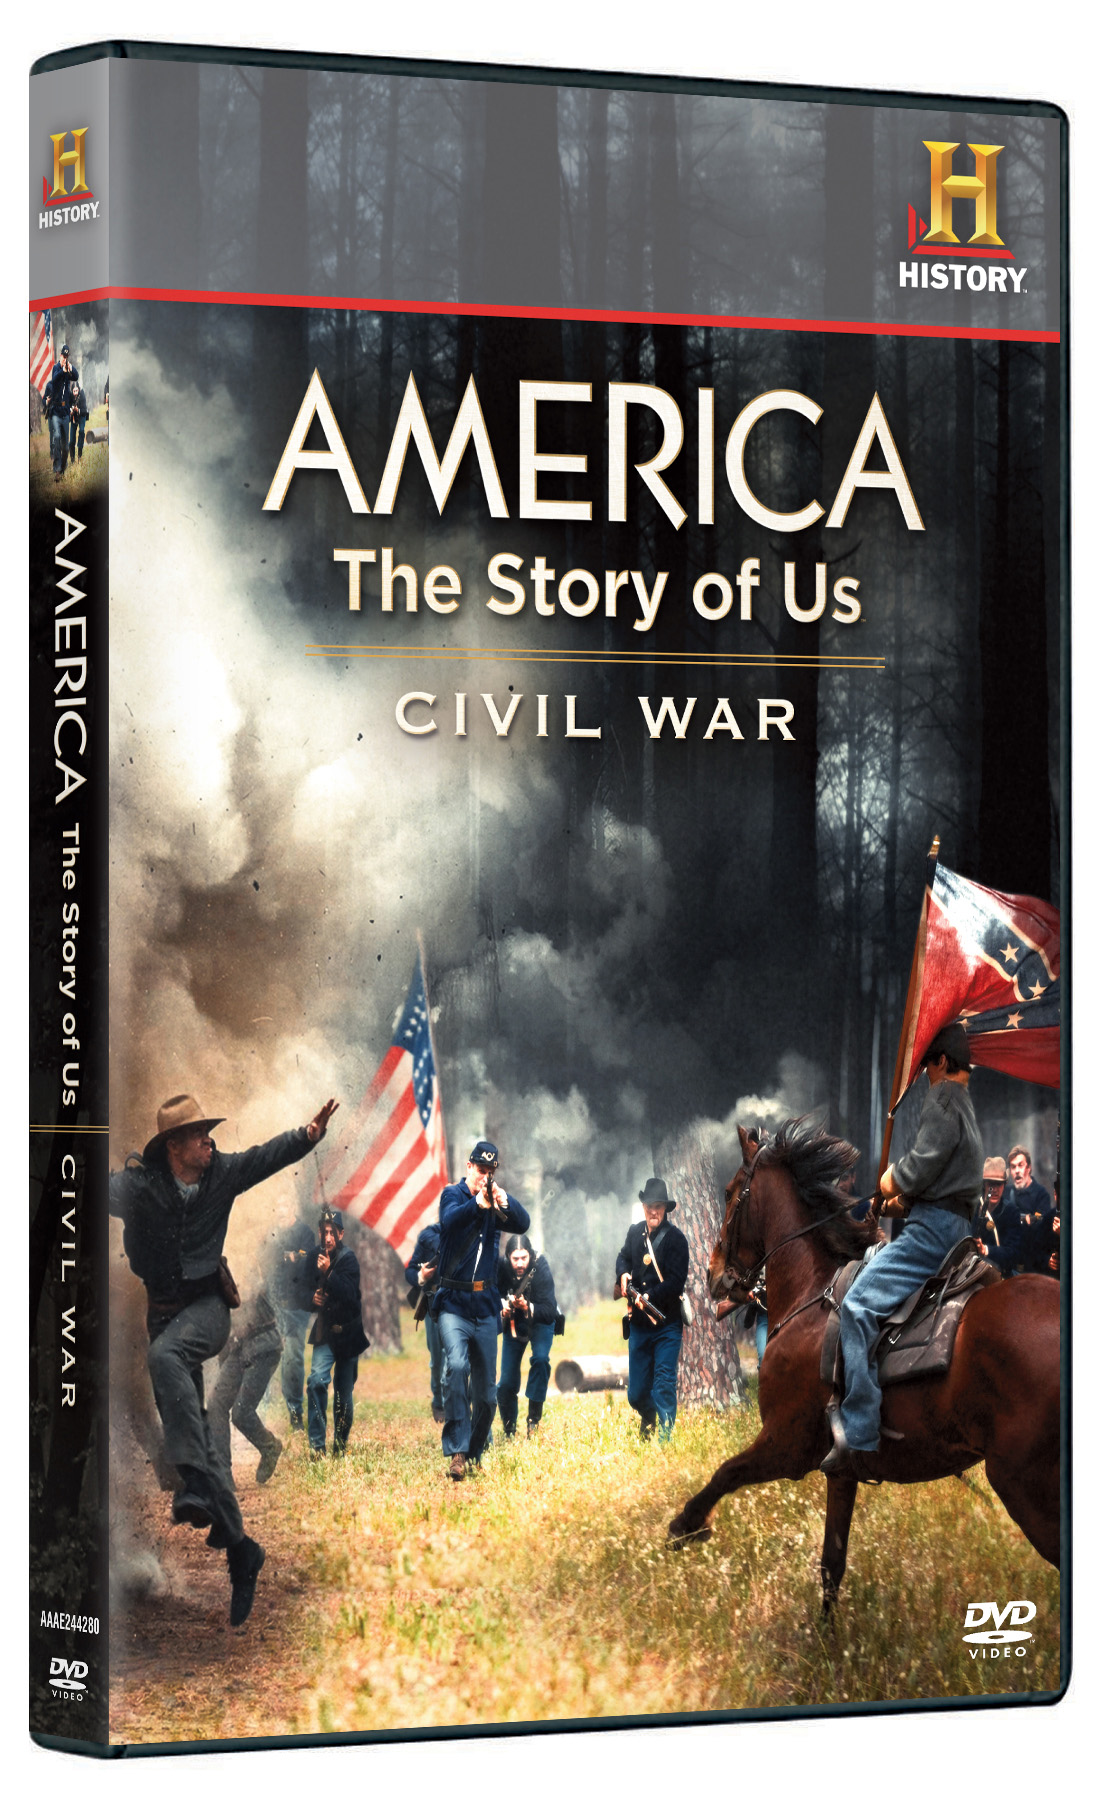 H
HISTORY
AMERICA The Story of Us CIVIL WAR
AAAE244280
DVD
VIDEO
H
HISTORY
AMERICA
The Story of Us
CIVIL WAR
DVD
VIDEO